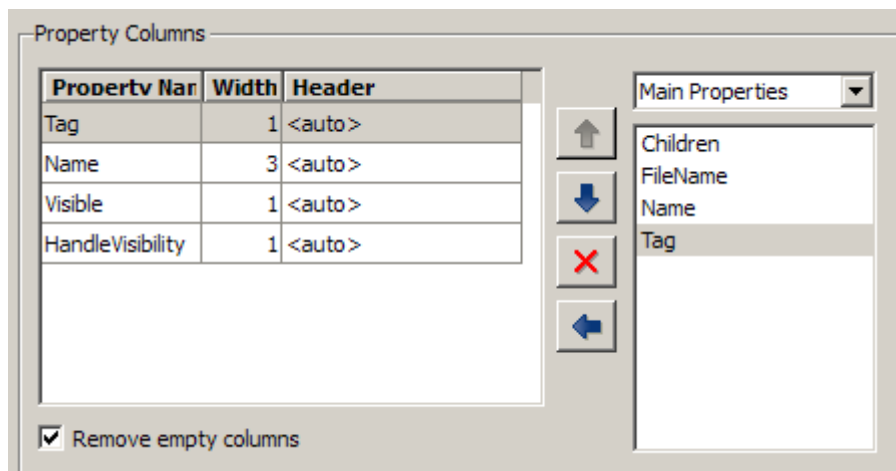 Property Columns
Property Nar Width Header
Tag 1 <auto>
Name 3 <auto>
Visible 1 <auto>
HandleVisibility 1 <auto>
Remove empty columns
Main Properties
Children
FileName
Name
Tag